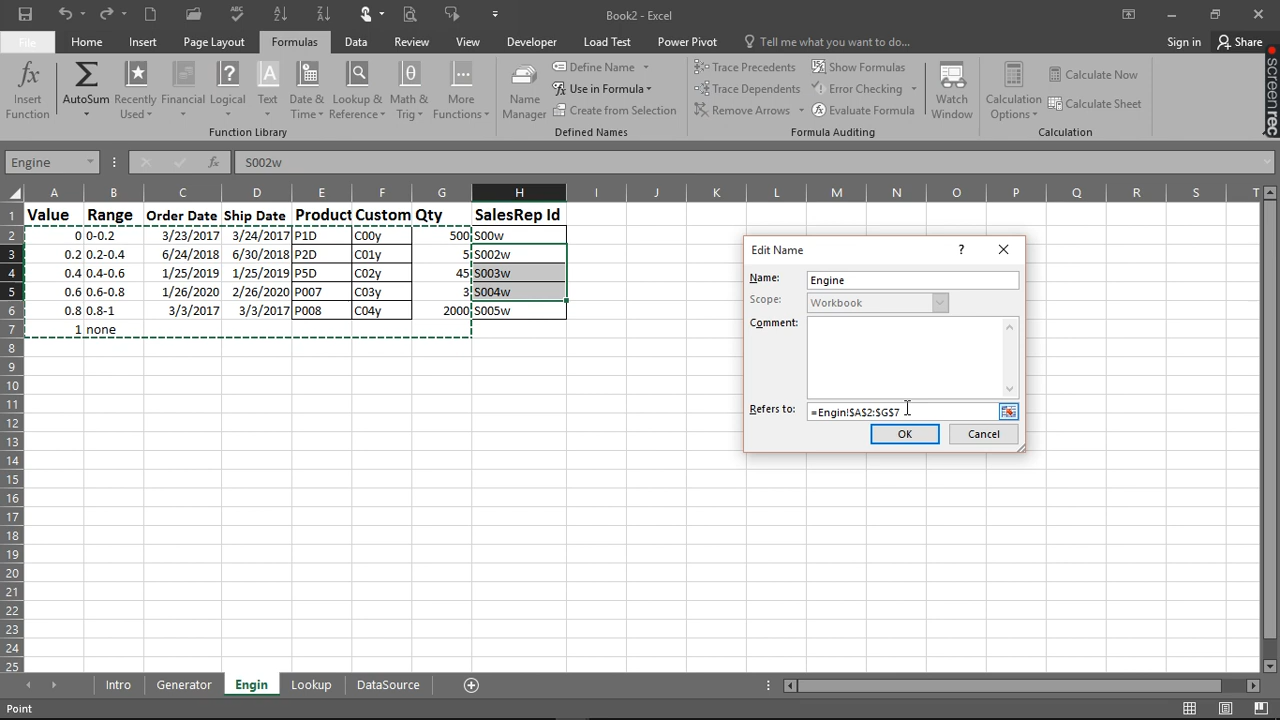 Book2 - Excel
File Home Insert Page Layout Formulas Data Review View Developer Load Test Power Pivot Tell me what you want to do... Sign in Share
Insert Function
AutoSum
Recently Used
Financial
Logical
Text
Date & Time
Lookup & Reference
Math & Trig
More Functions
Name Manager
Define Name
Use in Formula
Create from Selection
Trace Precedents
Trace Dependents
Remove Arrows
Show Formulas
Error Checking
Evaluate Formula
Watch Window
Calculation Options
Calculate Now
Calculate Sheet
Function Library Defined Names Formula Auditing Calculation
screenrec
Engine fx S002w
A B C D E F G H I J K L M N O P Q R S T
1 Value Range Order Date Ship Date Product Custom Qty SalesRep Id
2 0 0-0.2 3/23/2017 3/24/2017 P1D C00y 500 S00w
3 0.2 0.2-0.4 6/24/2018 6/30/2018 P2D C01y 5 S002w
4 0.4 0.4-0.6 1/25/2019 1/25/2019 P5D C02y 45 S003w
5 0.6 0.6-0.8 1/26/2020 2/26/2020 P007 C03y 3 S004w
6 0.8 0.8-1 3/3/2017 3/3/2017 P008 C04y 2000 S005w
7 1 none
8
9
10
11
12
13
14
15
16
17
18
19
20
21
22
23
24
25
Edit Name ?
Name: Engine
Scope: Workbook
Comment:
Refers to: =Engin!$A$2:$G$7
OK Cancel
Intro Generator Engin Lookup DataSource
Point